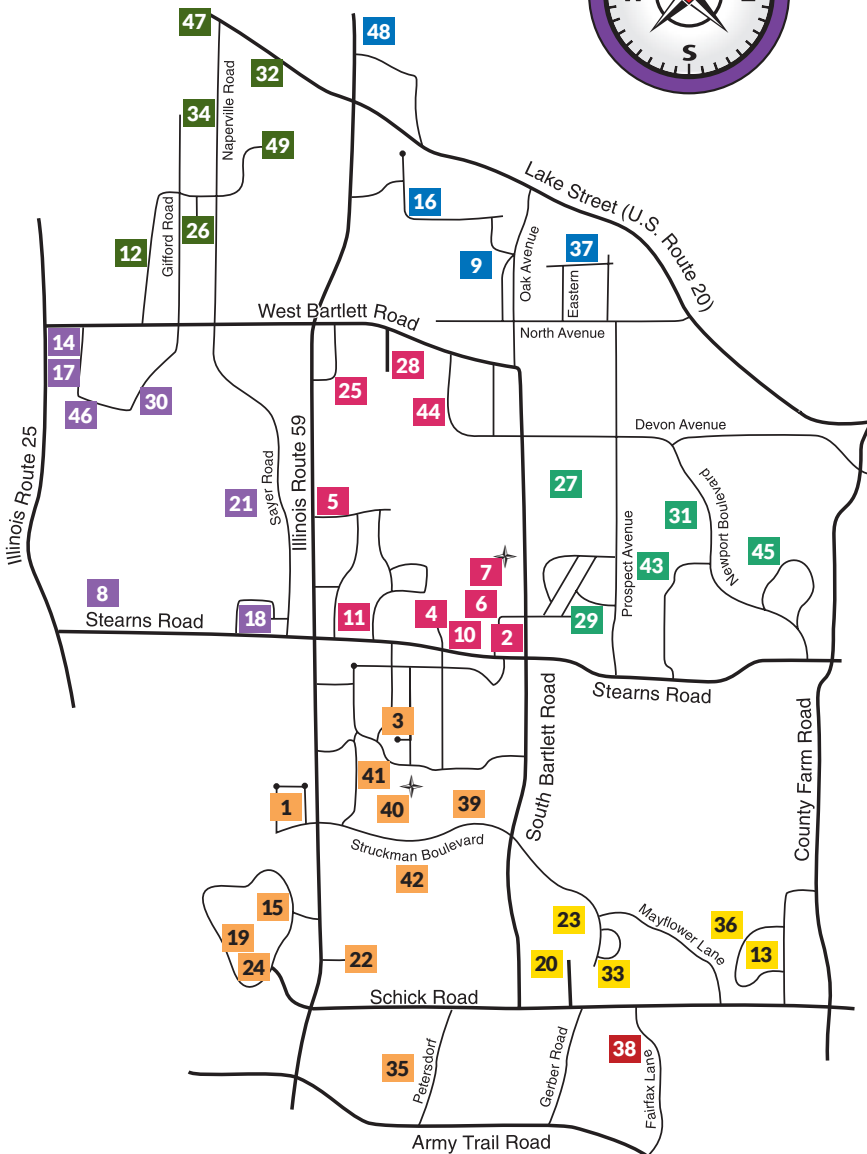 47
48
32
S
34
Naperville Road
49
Lake Street (U.S. Route 20)
16
Gifford Road
26
12
Oak Avenue
37
9
Eastern
West Bartlett Road
North Avenue
14
17
28
25
30
46
44
Devon Avenue
Illinois Route 25
Illinois Route 59
Sayer Road
21
5
27
31
Newport Boulevard
Prospect Avenue
45
43
7
8
6
Stearns Road
18
11
4
29
10
2
Stearns Road
South Bartlett Road
County Farm Road
3
41
1
40
39
Struckman Boulevard
42
15
23
Mayflower Lane
36
19
24
22
20
33
13
Schick Road
38
35
Petersdorf
Gerber Road
Fairfax Lane
Army Trail Road